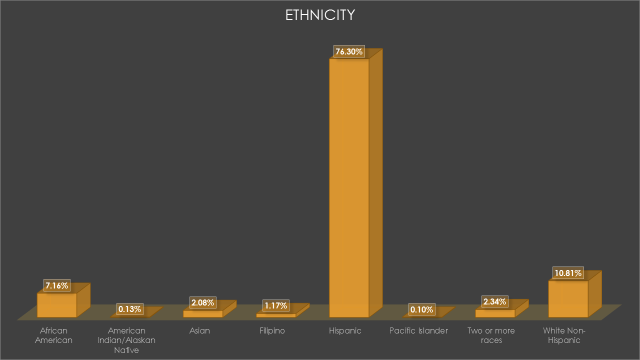 ETHNICITY
76.30%
7.16%
0.13%
2.08%
1.17%
0.10%
2.34%
10.81%
African
American
American
Indian/Alaskan
Native
Asian
Filipino
Hispanic
Pacific Islander
Two or more
races
White Non-
Hispanic